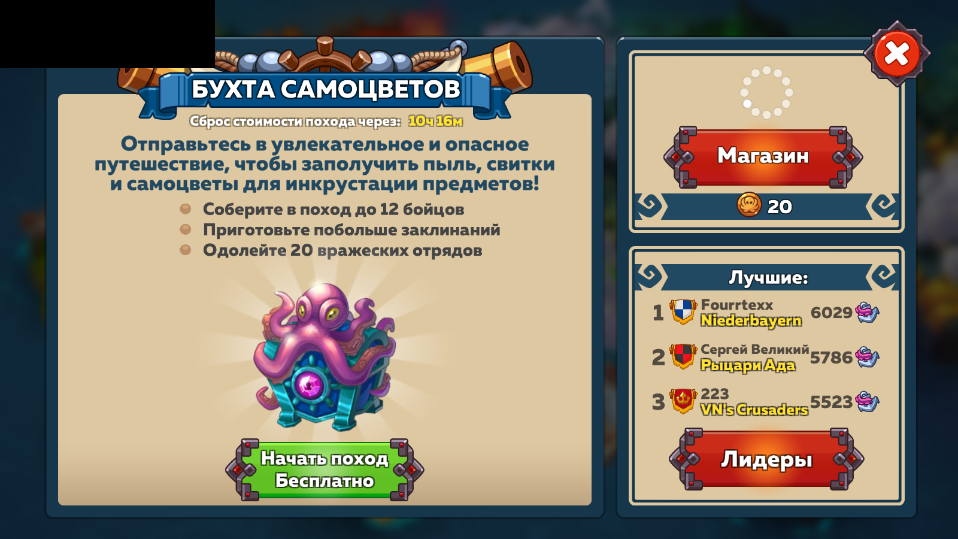 БУХТА САМОЦВЕТОВ
Сброс стоимости похода через: 10ч 16м
Отправьтесь в увлекательное и опасное
путешествие, чтобы заполучить пыль, свитки
и самоцветы для инкрустации предметов!
Соберите в поход до 12 бойцов
Приготовьте побольше заклинаний
Одолейте 20 вражеских отрядов
Начать поход
Бесплатно
Магазин
20
Лучшие:
1 Fourrtexx 6029
Niederbayern
2 Сергей Великий 5786
Рыцари Ада
3 223 5523
VN's Crusaders
Лидеры